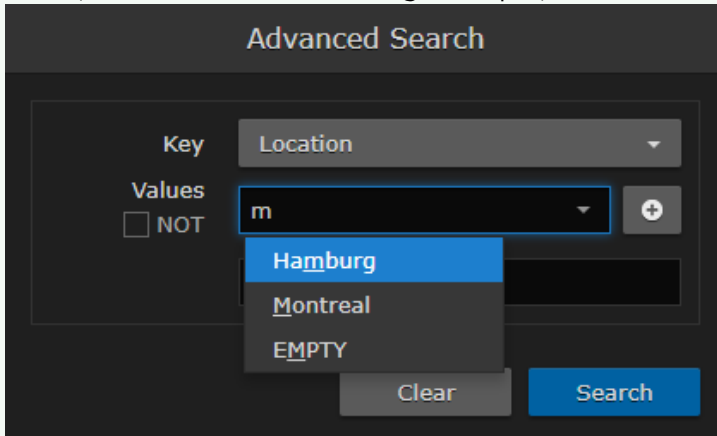 Advanced Search
Key Location
Values
NOT
m
Hamburg
Montreal
EMPTY
Clear Search